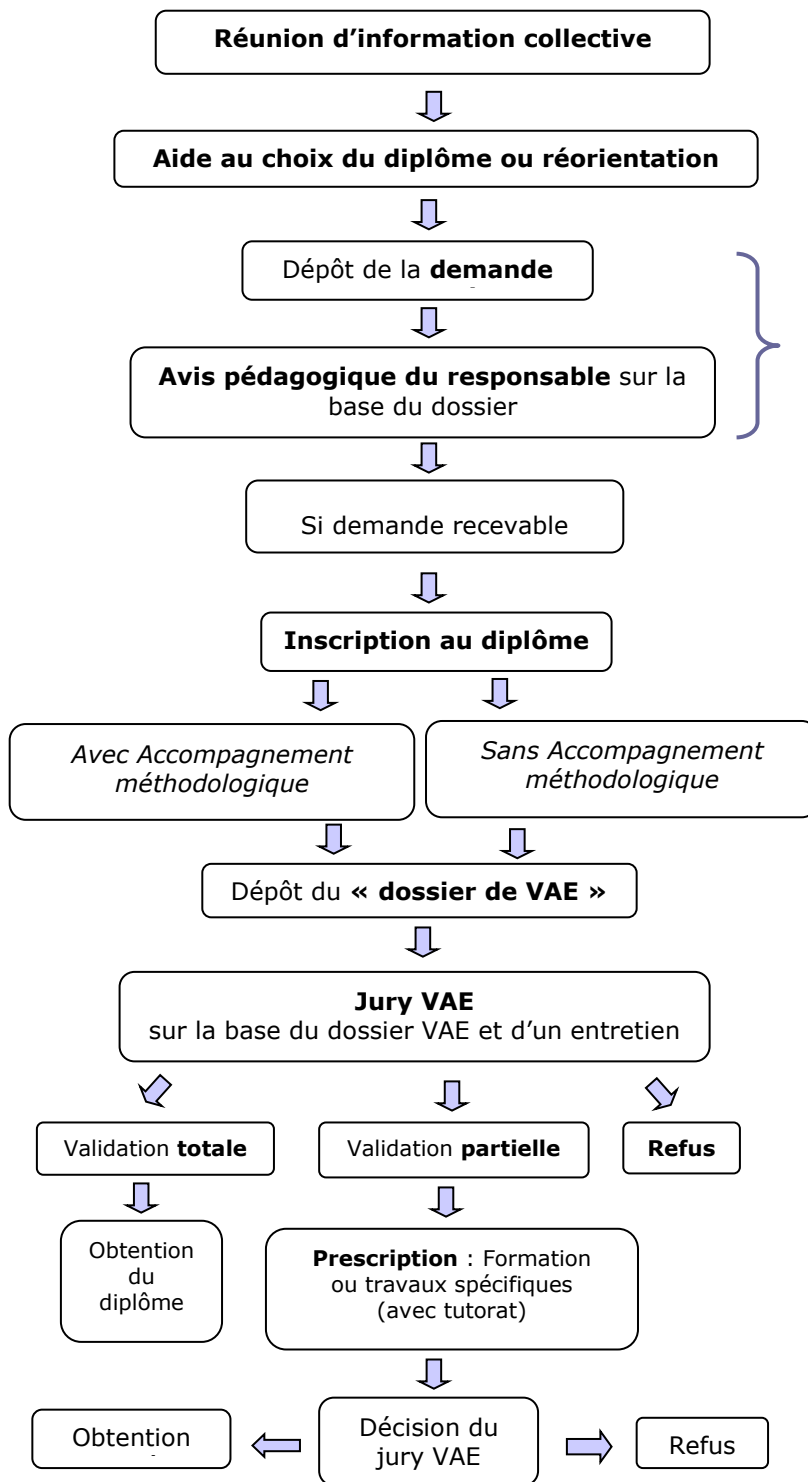 Réunion d’information collective
Aide au choix du diplôme ou réorientation
Dépôt de la demande
Avis pédagogique du responsable sur la
base du dossier
Si demande recevable
Inscription au diplôme
Avec Accompagnement
méthodologique
Sans Accompagnement
méthodologique
Dépôt du « dossier de VAE »
Jury VAE
sur la base du dossier VAE et d’un entretien
Validation totale
Validation partielle
Refus
Obtention
du
diplôme
Prescription : Formation
ou travaux spécifiques
(avec tutorat)
Obtention
Décision du
jury VAE
Refus